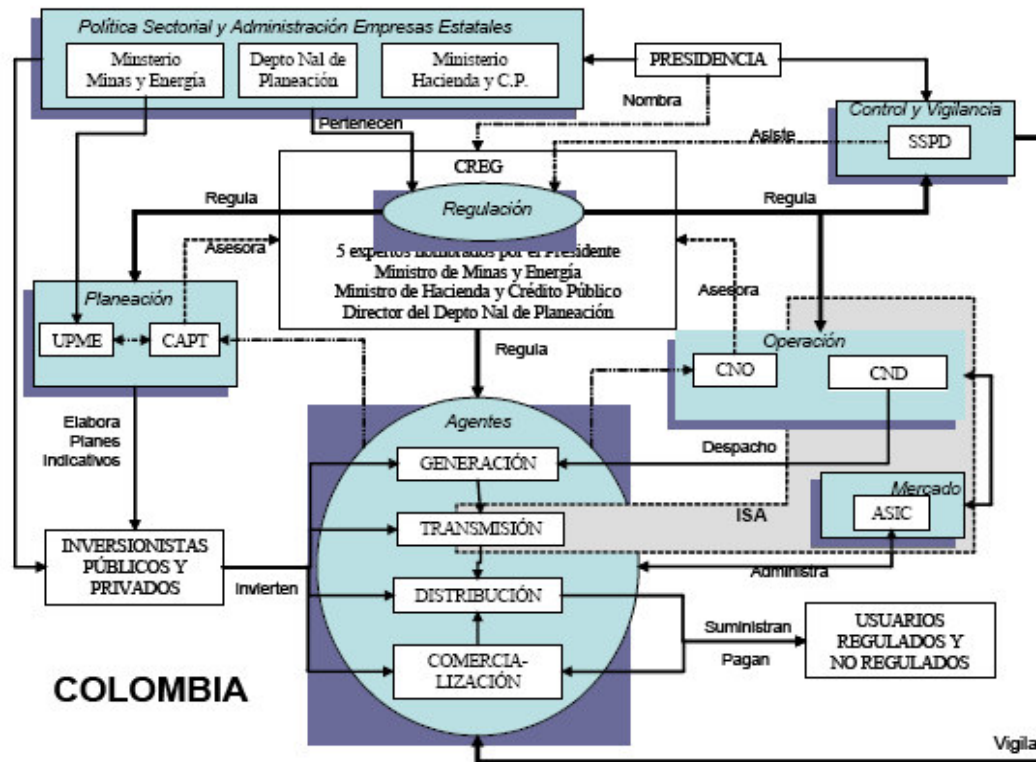 Política Sectorial y Administración Empresas Estatales
Minsterio
Minas y Energía
Depto Nal de
Planeación
Ministerio
Hacienda y C.P.
PRESIDENCIA
Nombra
Control y Vigilancia
SSPD
Pertenecen
Asiste
CREG
Regulación
Regula
Regula
Asesora
5 expertos nombrados por el Presidente
Ministro de Minas y Energía
Ministro de Hacienda y Crédito Público
Director del Depto Nal de Planeación
Asesora
Planeación
UPME
CAPT
Regula
Operación
CNO
CND
Elabora
Planes
Indicativos
Agentes
GENERACIÓN
Despacho
Mercado
ASIC
TRANSMISIÓN
ISA
INVERSIONISTAS
PÚBLICOS Y
PRIVADOS
Invierten
Administra
DISTRIBUCIÓN
Suministran
Pagan
USUARIOS
REGULADOS Y
NO REGULADOS
COMERCIA-
LIZACIÓN
COLOMBIA
Vigila